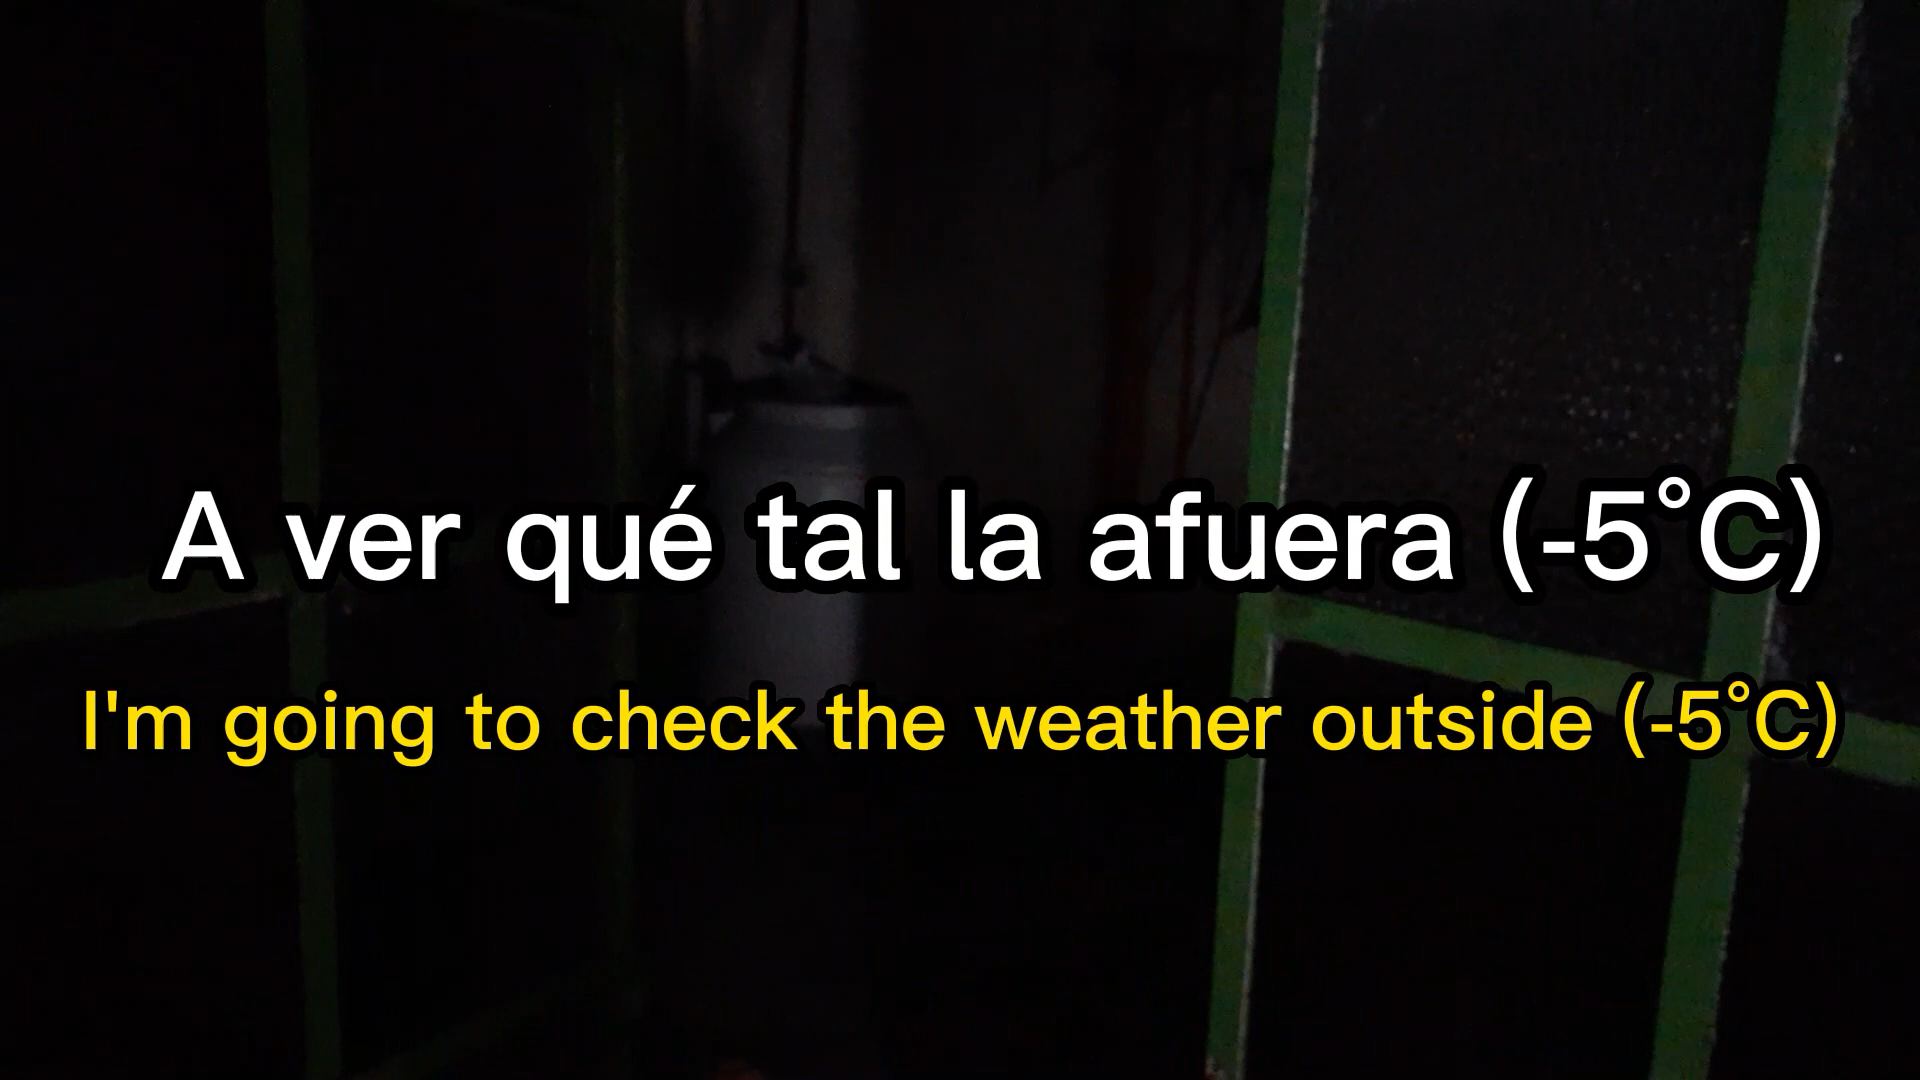 A ver qué tal la afuera (-5°C)
I'm going to check the weather outside (-5°C)